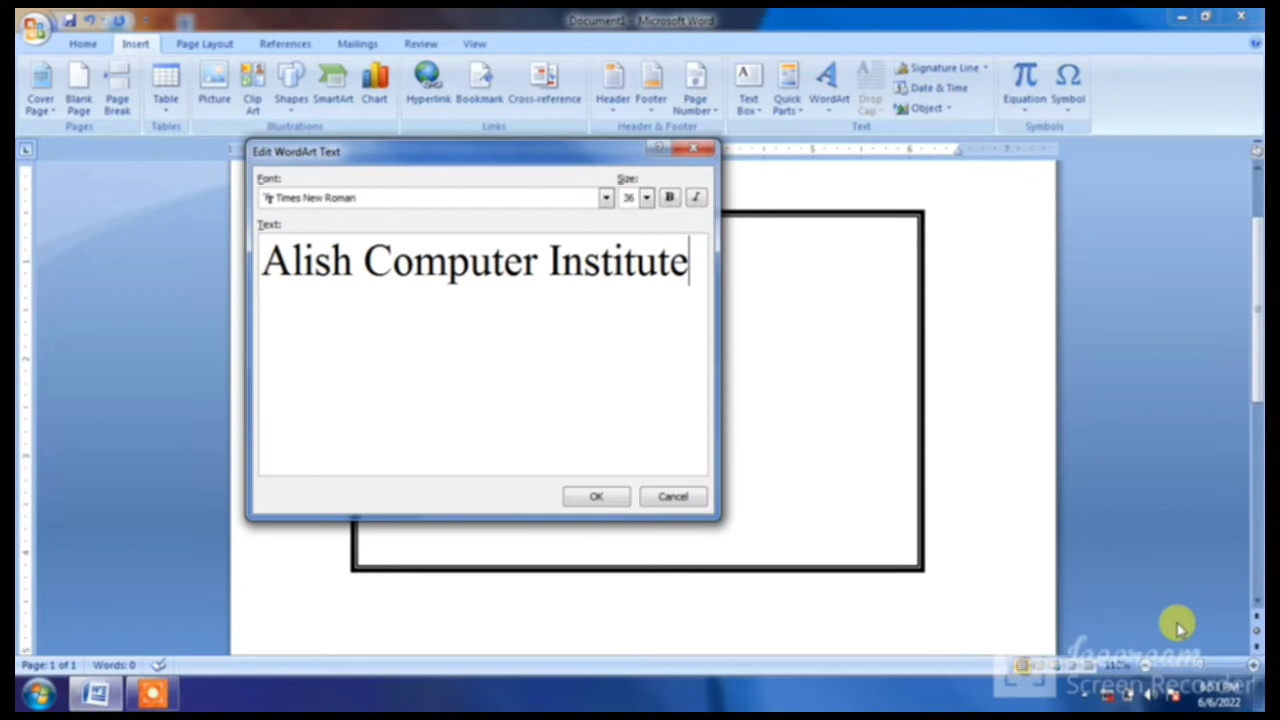 Document1 - Microsoft Word
Home Insert Page Layout References Mailings Review View
Cover Page Blank Page Page Break Table Picture Clip Art Shapes SmartArt Chart Hyperlink Bookmark Cross-reference Header Footer Page Number Text Box Quick Parts WordArt Drop Cap Signature Line Date & Time Object Equation Symbol
Pages Tables Illustrations Links Header & Footer Text Symbols
Edit WordArt Text
Font: Size:
Times New Roman 36 B I
Text:
Alish Computer Institute
OK Cancel
Page: 1 of 1 Words: 0 110%
Screen Recorder
6/6/2022